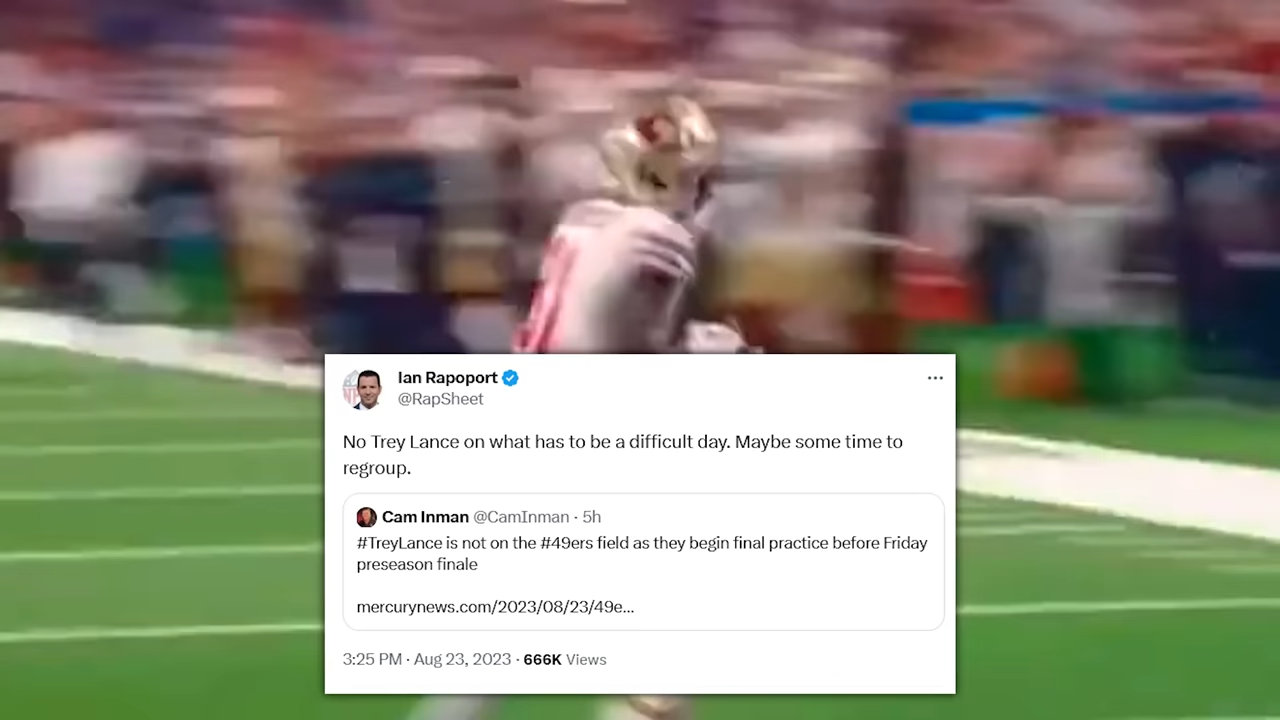 Ian Rapoport
@RapSheet
No Trey Lance on what has to be a difficult day. Maybe some time to
regroup.
Cam Inman @CamInman · 5h
#TreyLance is not on the #49ers field as they begin final practice before Friday
preseason finale
mercurynews.com/2023/08/23/49e...
3:25 PM · Aug 23, 2023 · 666K Views